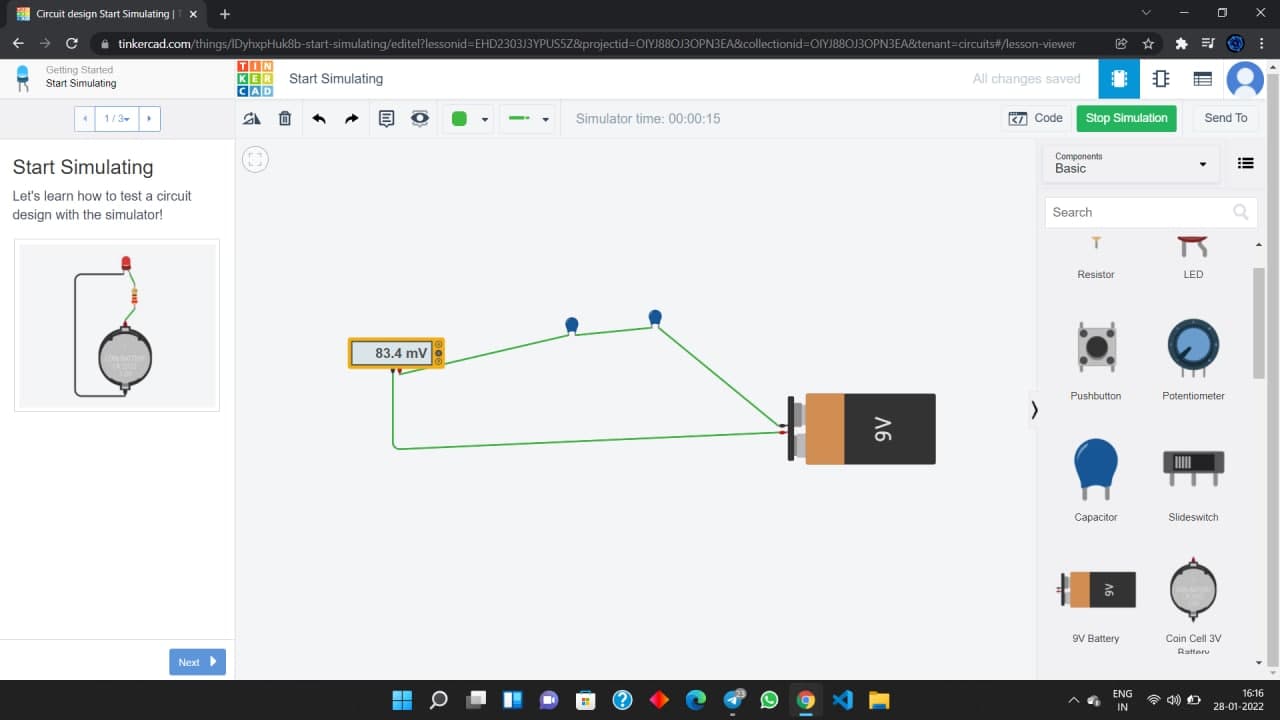 Circuit design Start Simulating |
tinkercad.com/things/lDyhxpHuk8b-start-simulating/editel?lessonid=EHD2303J3YPUS5Z&projectid=OIYJ88OJ3OPN3EA&collectionid=OIYJ88OJ3OPN3EA&tenant=circuits#/lesson-viewer
Getting Started
Start Simulating
TIN
KER
CAD
Start Simulating
All changes saved
1 / 3
Simulator time: 00:00:15
Code
Stop Simulation
Send To
Start Simulating
Let's learn how to test a circuit
design with the simulator!
Components
Basic
Search
Resistor
LED
83.4 mV
9V
Pushbutton
Potentiometer
Capacitor
Slideswitch
9V
9V Battery
Coin Cell 3V
Battery
Next
23
ENG
IN
16:16
28-01-2022